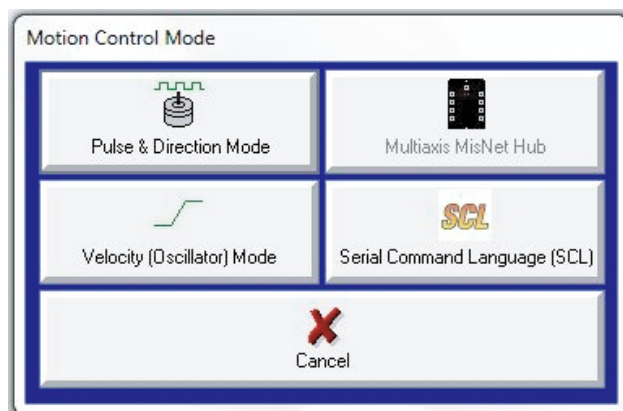 Motion Control Mode
Pulse & Direction Mode
Multiaxis MisNet Hub
Velocity (Oscillator) Mode
SCL
Serial Command Language (SCL)
Cancel